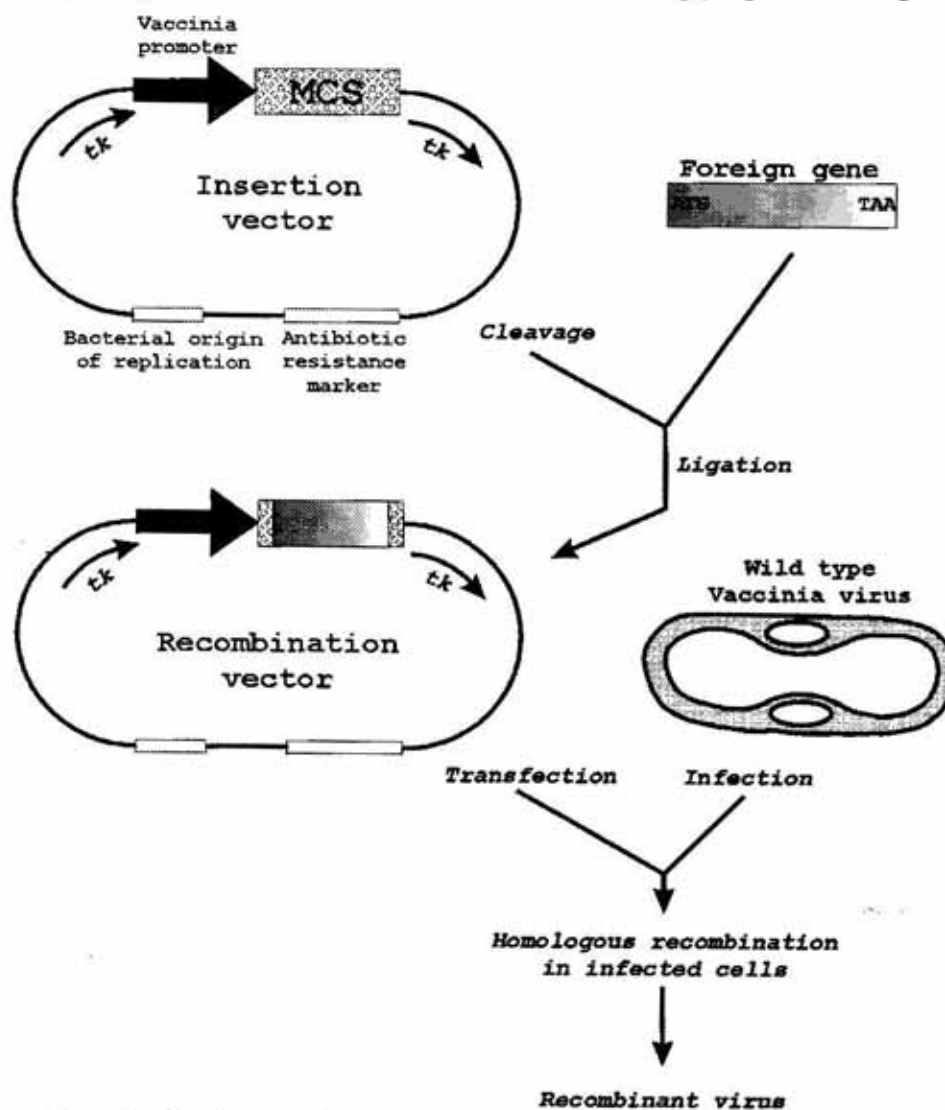 Vaccinia
promoter
MCS
tk
tk
Insertion
vector
Foreign gene
ATG
TAA
Bacterial origin
of replication
Antibiotic
resistance
marker
Cleavage
Ligation
tk
tk
Recombination
vector
Wild type
Vaccinia virus
Transfection
Infection
Homologous recombination
in infected cells
Recombinant virus